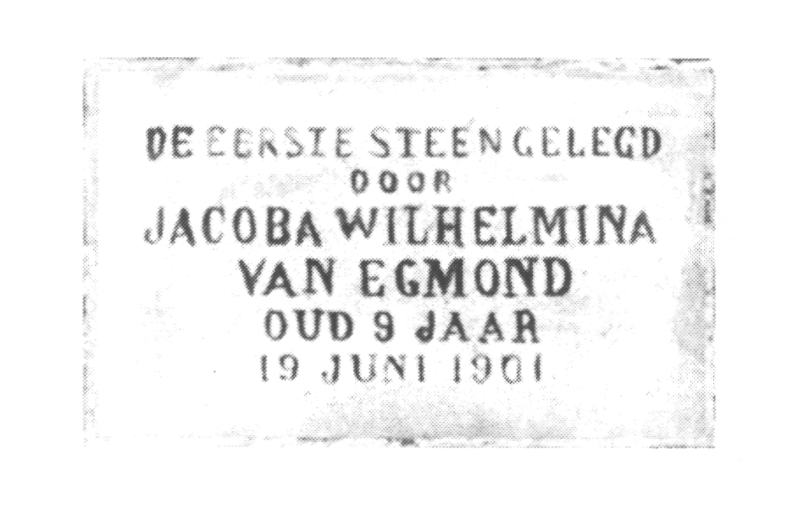 DE EERSTE STEEN GELEGD
DOOR
JACOBA WILHELMINA
VAN EGMOND
OUD 9 JAAR
19 JUNI 1901